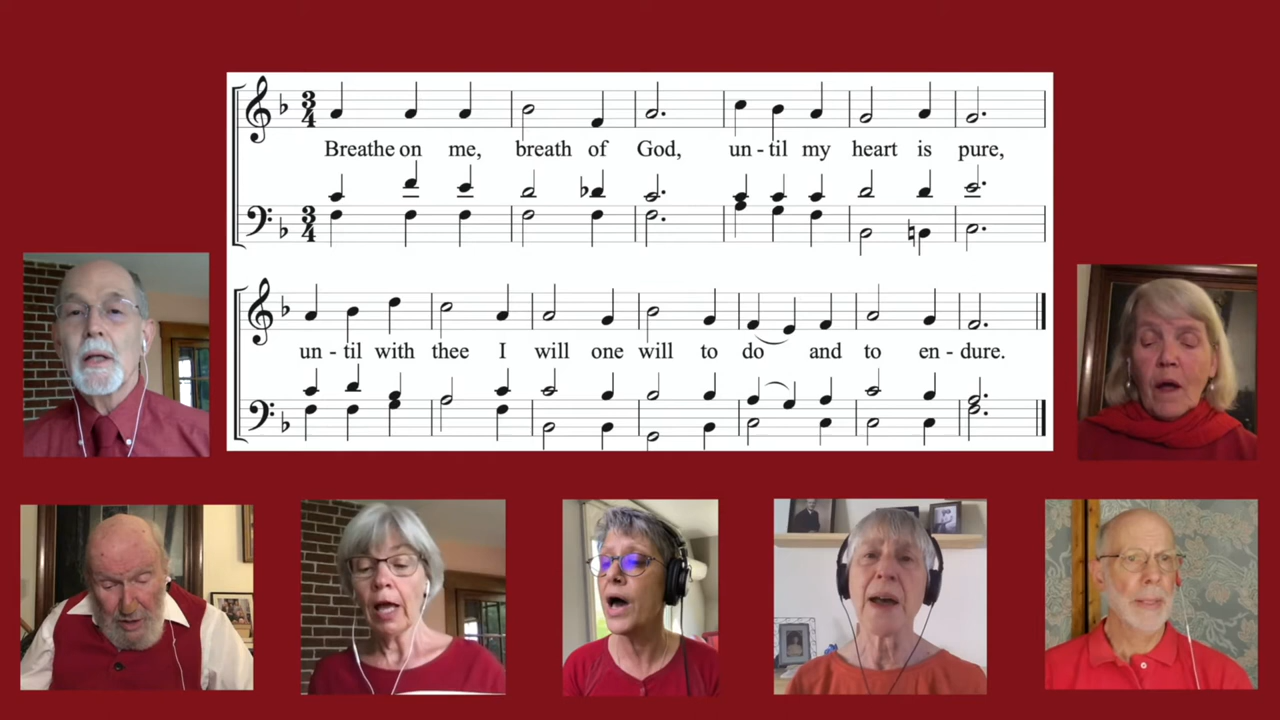 Breathe on me, breath of God, un - til my heart is pure,
un - til with thee I will one will to do and to en - dure.